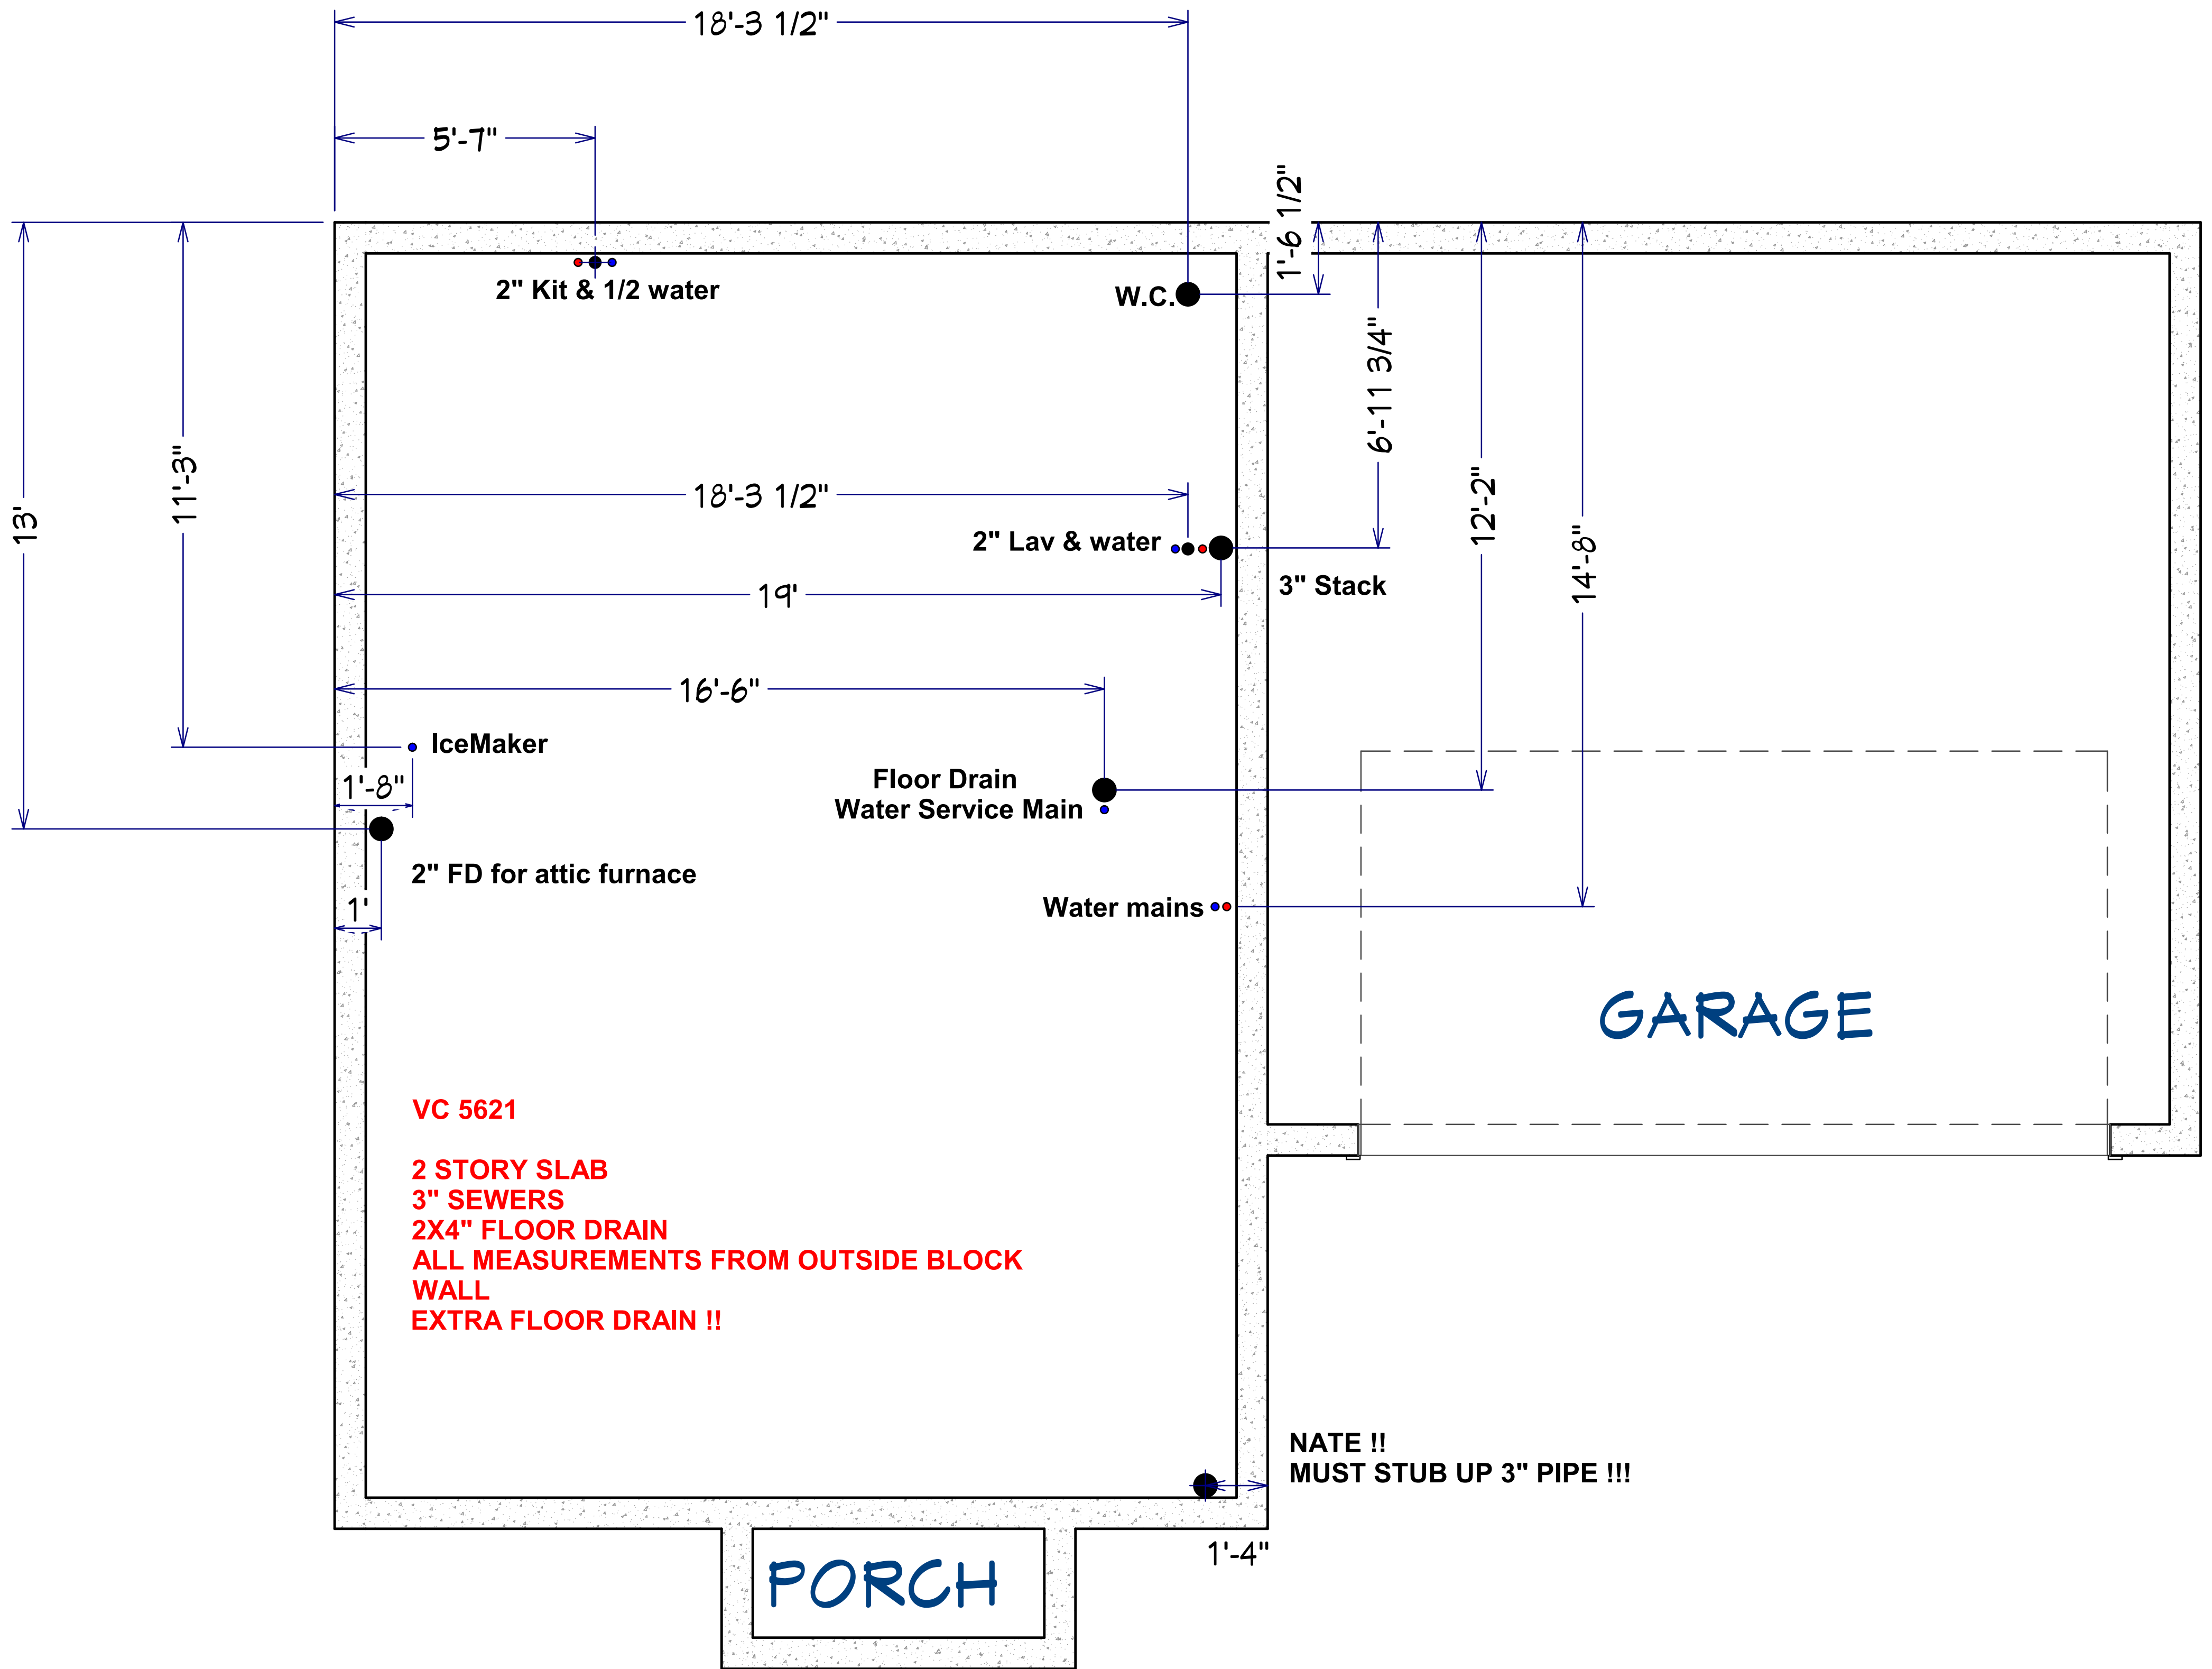 18'-3 1/2"
5'-7"
1'-6 1/2"
2" Kit & 1/2 water
W.C.
6'-11 3/4"
11'-3"
18'-3 1/2"
13'
12'-2"
2" Lav & water
14'-8"
3" Stack
19'
16'-6"
IceMaker
1'-8"
Floor Drain
Water Service Main
2" FD for attic furnace
1'
Water mains
GARAGE
VC 5621
2 STORY SLAB
3" SEWERS
2X4" FLOOR DRAIN
ALL MEASUREMENTS FROM OUTSIDE BLOCK
WALL
EXTRA FLOOR DRAIN !!
NATE !!
MUST STUB UP 3" PIPE !!!
1'-4"
PORCH